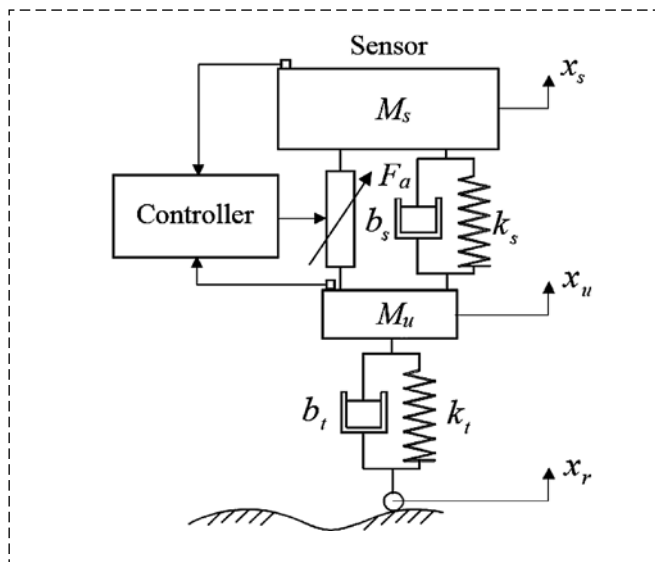 Sensor
x_s
M_s
F_a
Controller
b_s
k_s
x_u
M_u
b_t
k_t
x_r